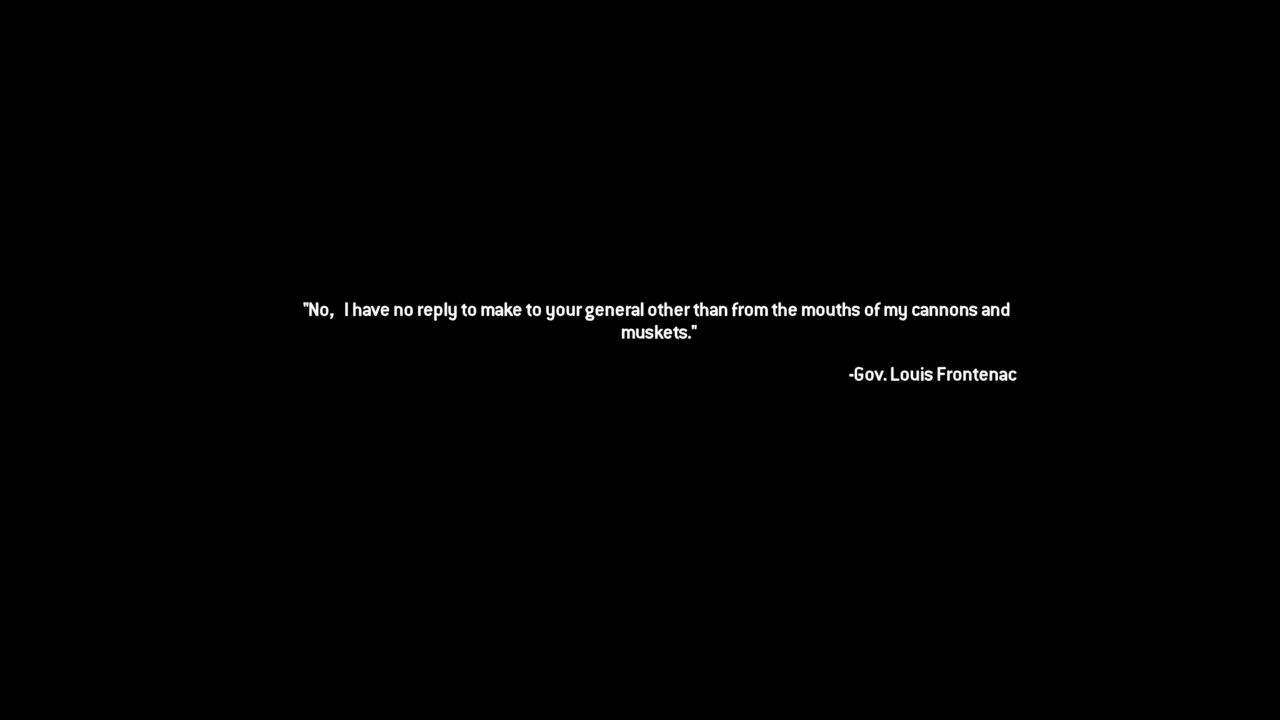 "No,  I have no reply to make to your general other than from the mouths of my cannons and
muskets."
-Gov. Louis Frontenac